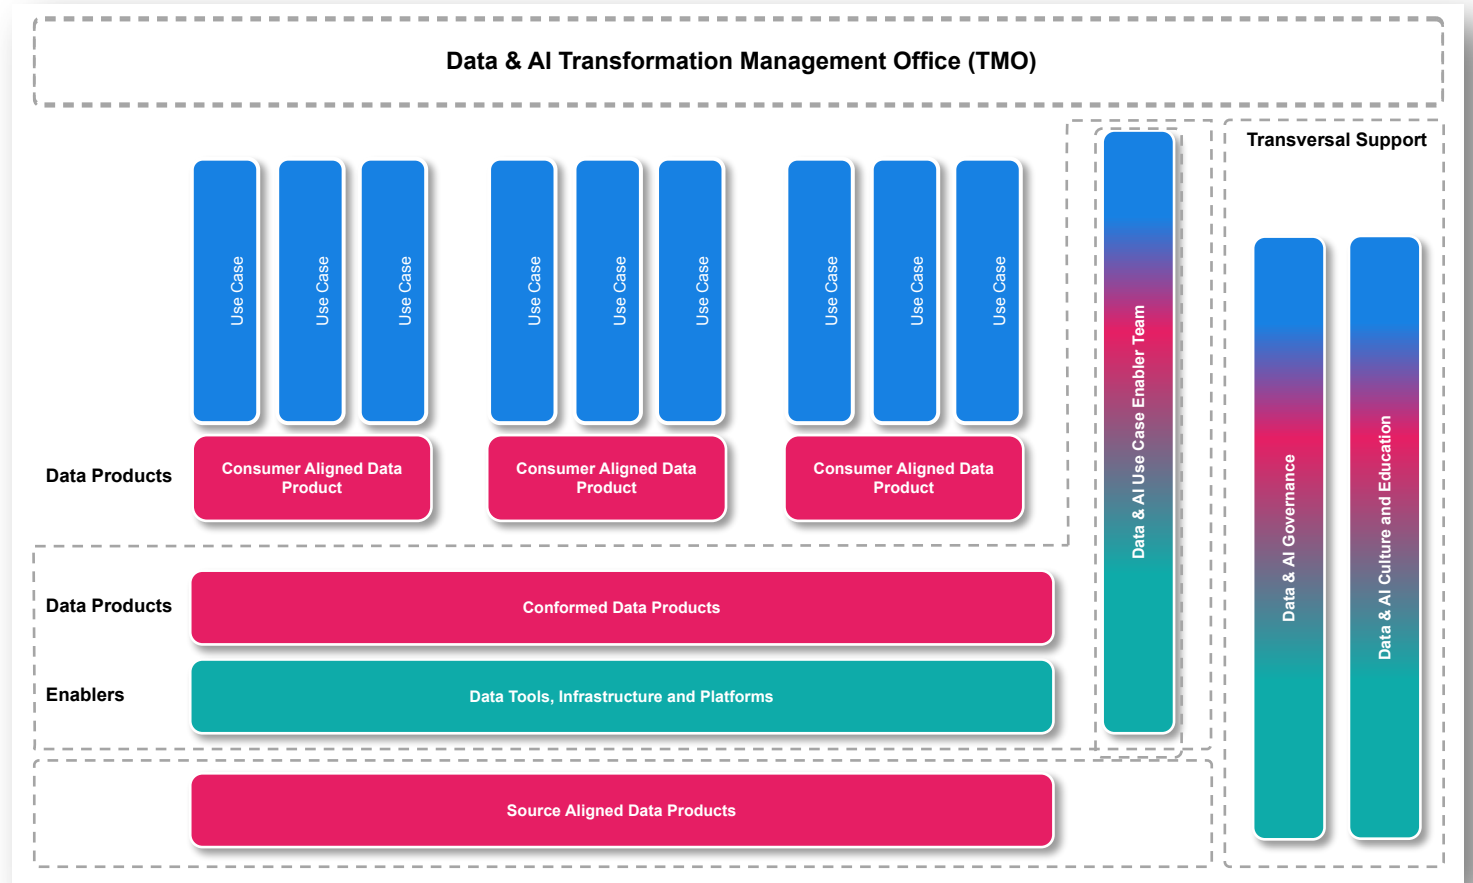 Data & AI Transformation Management Office (TMO)
Transversal Support
Use Case
Use Case
Use Case
Use Case
Use Case
Use Case
Use Case
Use Case
Use Case
Data Products
Consumer Aligned Data
Product
Consumer Aligned Data
Product
Consumer Aligned Data
Product
Data Products
Conformed Data Products
Enablers
Data Tools, Infrastructure and Platforms
Source Aligned Data Products
Data & AI Use Case Enabler Team
Data & AI Governance
Data & AI Culture and Education